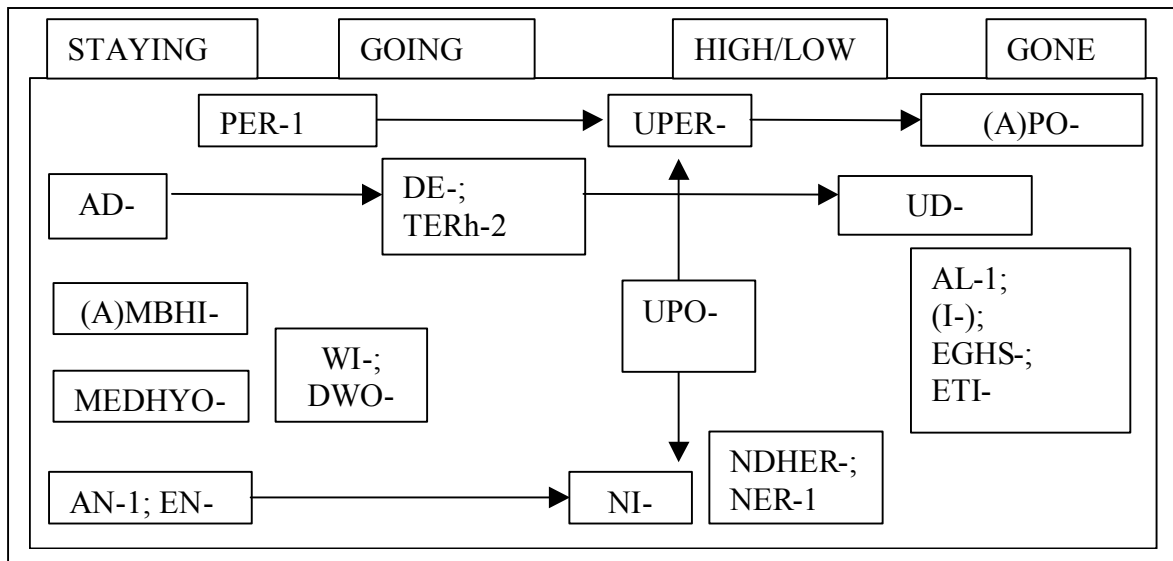 STAYING
GOING
HIGH/LOW
GONE
PER-1
UPER-
(A)PO-
AD-
DE-;
TERh-2
UD-
(A)MBHI-
WI-;
DWO-
UPO-
AL-1;
(I-);
EGHS-;
ETI-
MEDHYO-
AN-1; EN-
NI-
NDHER-;
NER-1